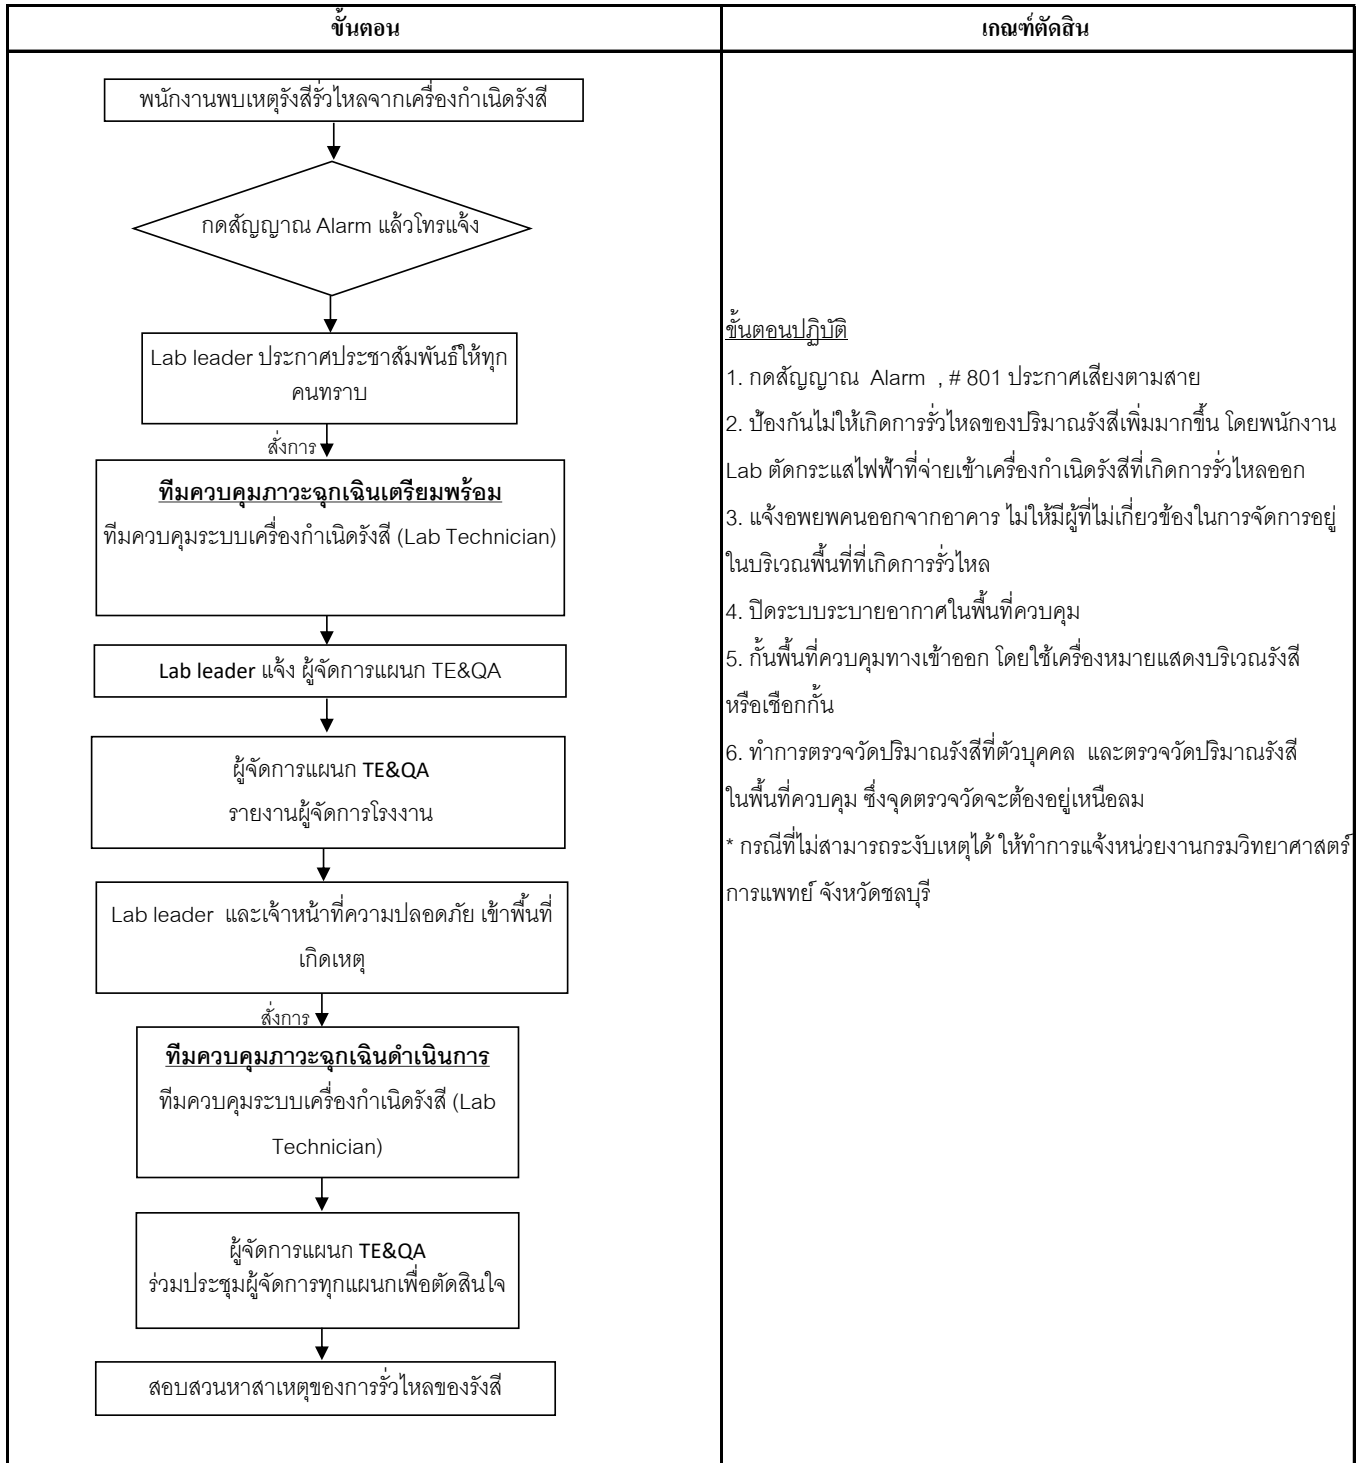 ขั้นตอน
เกณฑ์ตัดสิน
พนักงานพบเหตุรังสีรั่วไหลจากเครื่องกำเนิดรังสี
กดสัญญาณ Alarm แล้วโทรแจ้ง
Lab leader ประกาศประชาสัมพันธ์ให้ทุก
คนทราบ
สั่งการ
ทีมควบคุมภาวะฉุกเฉินเตรียมพร้อม
ทีมควบคุมระบบเครื่องกำเนิดรังสี (Lab Technician)
Lab leader แจ้ง ผู้จัดการแผนก TE&QA
ผู้จัดการแผนก TE&QA
รายงานผู้จัดการโรงงาน
Lab leader และเจ้าหน้าที่ความปลอดภัย เข้าพื้นที่
เกิดเหตุ
สั่งการ
ทีมควบคุมภาวะฉุกเฉินดำเนินการ
ทีมควบคุมระบบเครื่องกำเนิดรังสี (Lab
Technician)
ผู้จัดการแผนก TE&QA
ร่วมประชุมผู้จัดการทุกแผนกเพื่อตัดสินใจ
สอบสวนหาสาเหตุของการรั่วไหลของรังสี
ขั้นตอนปฏิบัติ
1. กดสัญญาณ Alarm , # 801 ประกาศเสียงตามสาย
2. ป้องกันไม่ให้เกิดการรั่วไหลของปริมาณรังสีเพิ่มมากขึ้น โดยพนักงาน
Lab ตัดกระแสไฟฟ้าที่จ่ายเข้าเครื่องกำเนิดรังสีที่เกิดการรั่วไหลออก
3. แจ้งอพยพคนออกจากอาคาร ไม่ให้มีผู้ที่ไม่เกี่ยวข้องในการจัดการอยู่
ในบริเวณพื้นที่ที่เกิดการรั่วไหล
4. ปิดระบบระบายอากาศในพื้นที่ควบคุม
5. กั้นพื้นที่ควบคุมทางเข้าออก โดยใช้เครื่องหมายแสดงบริเวณรังสี
หรือเชือกกั้น
6. ทำการตรวจวัดปริมาณรังสีที่ตัวบุคคล และตรวจวัดปริมาณรังสี
ในพื้นที่ควบคุม ซึ่งจุดตรวจวัดจะต้องอยู่เหนือลม
* กรณีที่ไม่สามารถระงับเหตุได้ ให้ทำการแจ้งหน่วยงานกรมวิทยาศาสตร์
การแพทย์ จังหวัดชลบุรี